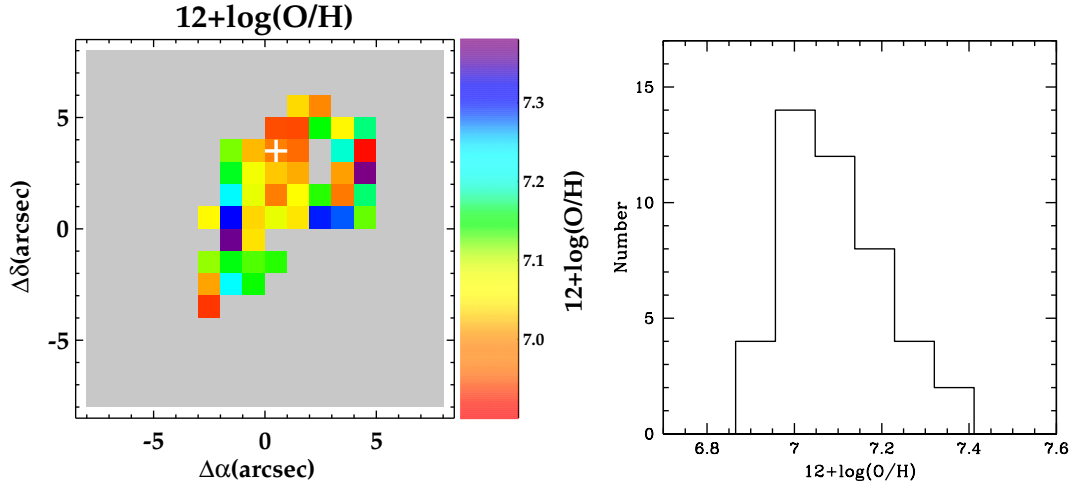 12+log(O/H)
5
0
-5
Δδ(arcsec)
-5 0 5
Δα(arcsec)
7.3
7.2
7.1
7.0
12+log(O/H)
15
10
5
0
Number
6.8 7 7.2 7.4 7.6
12+log(O/H)